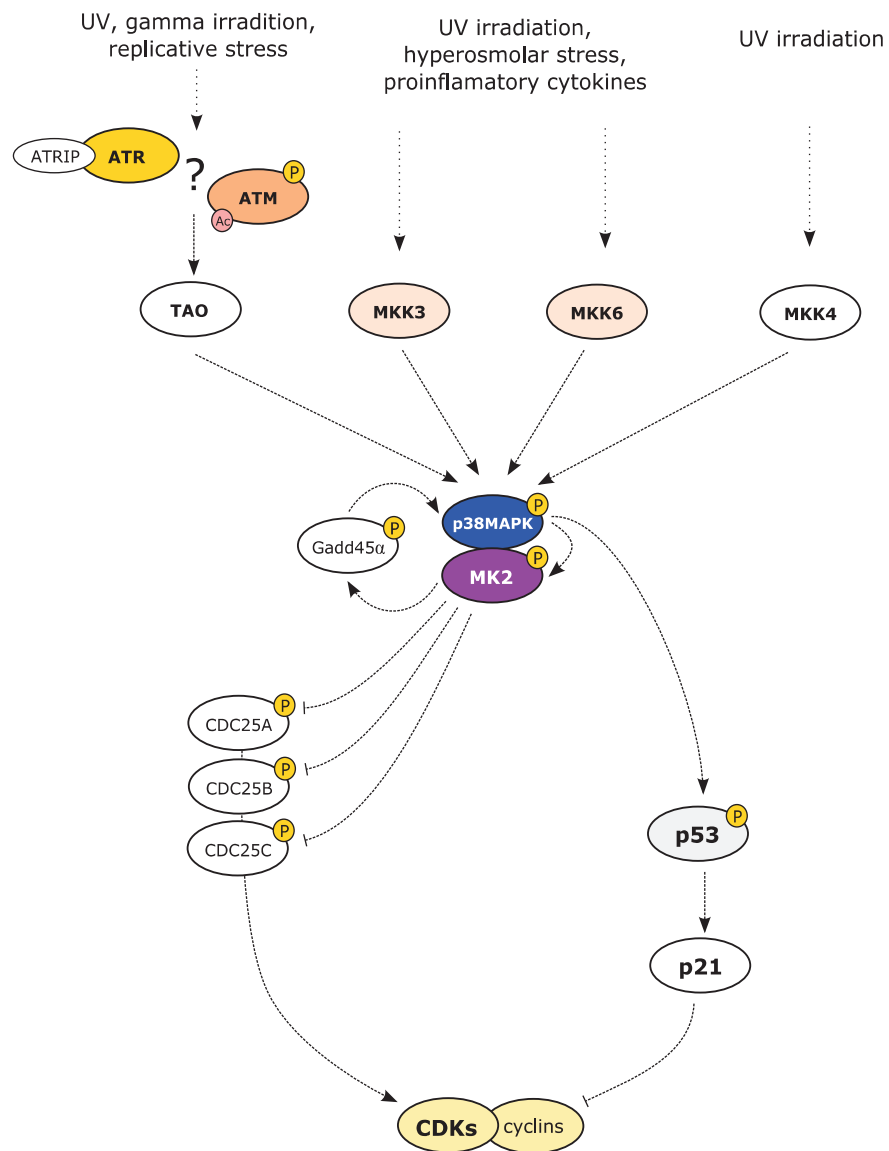 UV, gamma irradition,
replicative stress
UV irradiation,
hyperosmolar stress,
proinflamatory cytokines
UV irradiation
ATRIP
ATR
?
P
ATM
Ac
TAO
MKK3
MKK6
MKK4
P
p38MAPK
P
Gadd45α
P
MK2
P
CDC25A
P
CDC25B
P
CDC25C
P
p53
p21
CDKs
cyclins